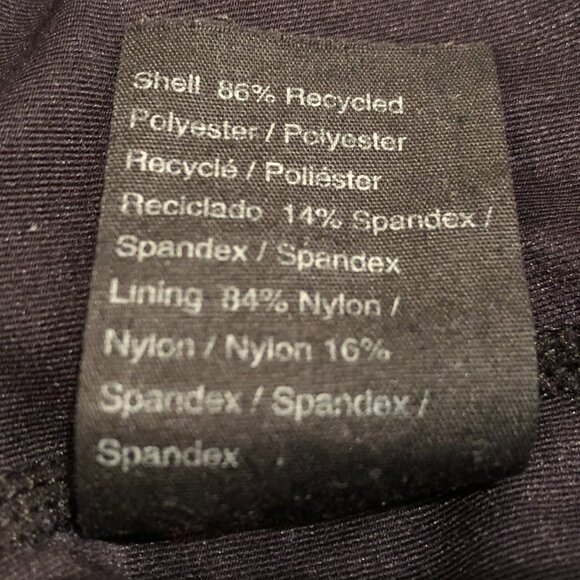 Shell 86% Recycled
Polyester / Polyester
Recyclé / Poliéster
Reciclado 14% Spandex /
Spandex / Spandex
Lining 84% Nylon /
Nylon / Nylon 16%
Spandex / Spandex /
Spandex